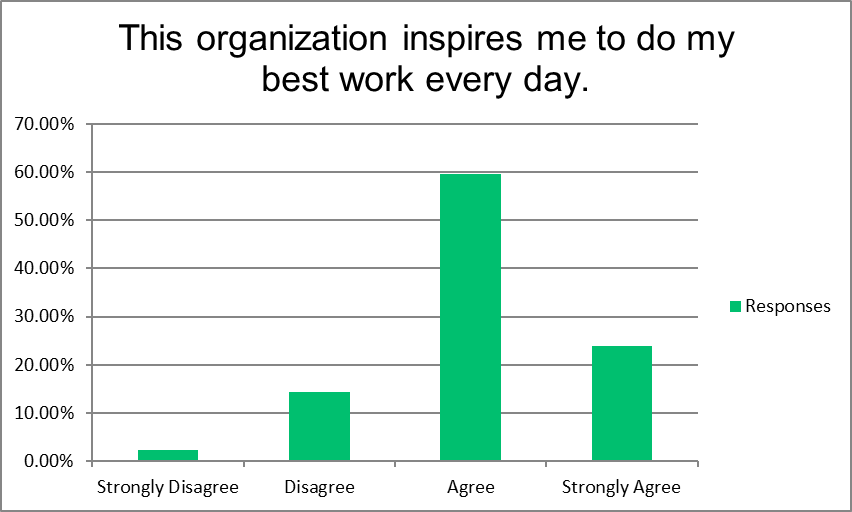 This organization inspires me to do my
best work every day.
70.00%
60.00%
50.00%
40.00%
30.00%
20.00%
10.00%
0.00%
Strongly Disagree
Disagree
Agree
Strongly Agree
Responses